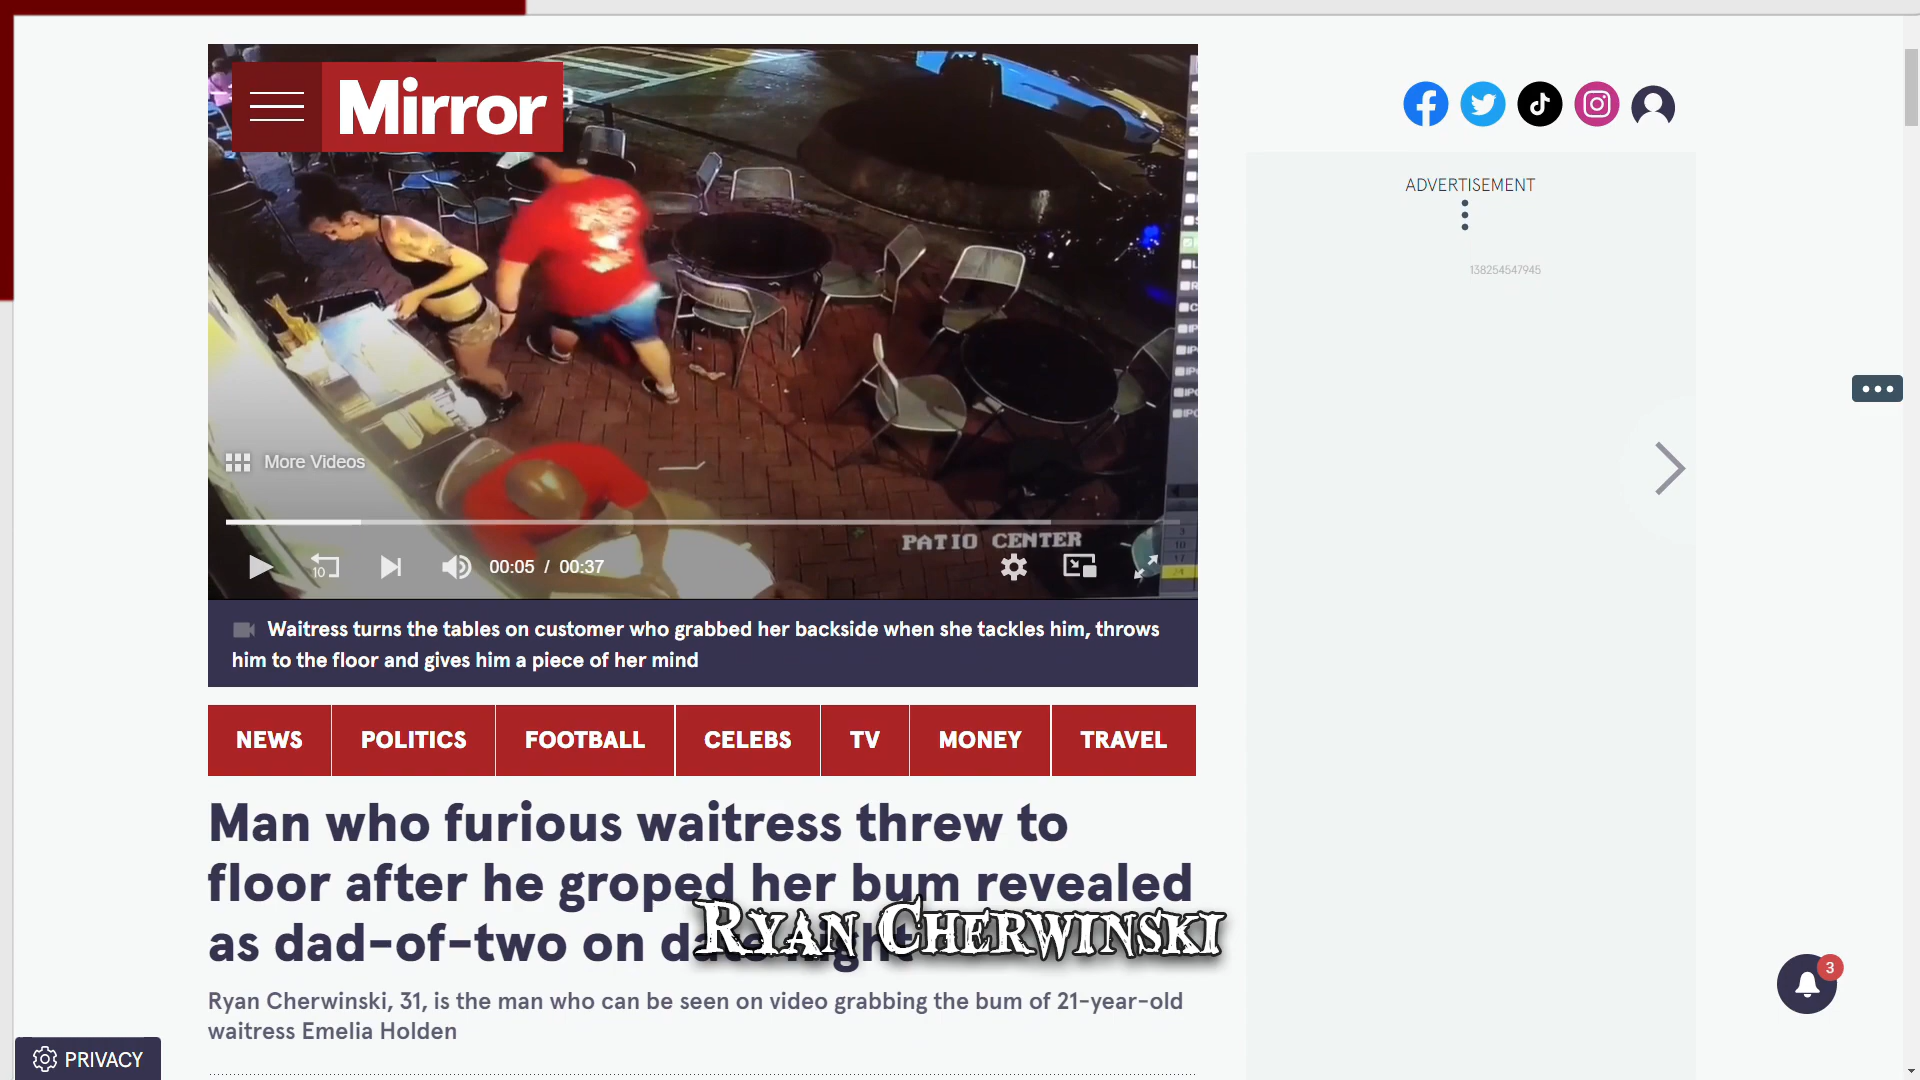 Mirror
ADVERTISEMENT
138254547945
More Videos
PATIO CENTER
10
00:05 / 00:37
Waitress turns the tables on customer who grabbed her backside when she tackles him, throws
him to the floor and gives him a piece of her mind
NEWS POLITICS FOOTBALL CELEBS TV MONEY TRAVEL
Man who furious waitress threw to
floor after he groped her bum revealed
as dad-of-two on date night
Ryan Cherwinski
Ryan Cherwinski, 31, is the man who can be seen on video grabbing the bum of 21-year-old
waitress Emelia Holden
3
PRIVACY